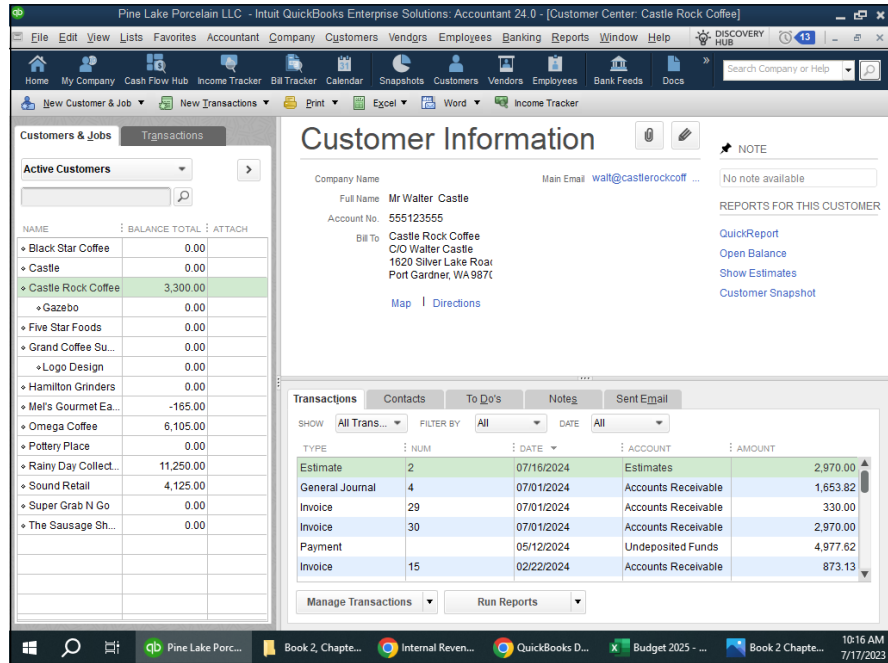 Pine Lake Porcelain LLC - Intuit QuickBooks Enterprise Solutions: Accountant 24.0 - [Customer Center: Castle Rock Coffee]
File Edit View Lists Favorites Accountant Company Customers Vendors Employees Banking Reports Window Help DISCOVERY HUB 13
Home My Company Cash Flow Hub Income Tracker Bill Tracker Calendar Snapshots Customers Vendors Employees Bank Feeds Docs » Search Company or Help
New Customer & Job New Transactions Print Excel Word Income Tracker
Customers & Jobs Transactions
Active Customers
NAME BALANCE TOTAL ATTACH
Black Star Coffee 0.00
Castle 0.00
Castle Rock Coffee 3,300.00
Gazebo 0.00
Five Star Foods 0.00
Grand Coffee Su... 0.00
Logo Design 0.00
Hamilton Grinders 0.00
Mel's Gourmet Ea... -165.00
Omega Coffee 6,105.00
Pottery Place 0.00
Rainy Day Collect... 11,250.00
Sound Retail 4,125.00
Super Grab N Go 0.00
The Sausage Sh... 0.00
Customer Information
Company Name
Full Name Mr Walter Castle
Account No. 555123555
Bill To Castle Rock Coffee
C/O Walter Castle
1620 Silver Lake Road
Port Gardner, WA 9870
Map | Directions
Main Email walt@castlerockcoff ...
NOTE
No note available
REPORTS FOR THIS CUSTOMER
QuickReport
Open Balance
Show Estimates
Customer Snapshot
Transactions Contacts To Do's Notes Sent Email
SHOW All Trans... FILTER BY All DATE All
TYPE NUM DATE ACCOUNT AMOUNT
Estimate 2 07/16/2024 Estimates 2,970.00
General Journal 4 07/01/2024 Accounts Receivable 1,653.82
Invoice 29 07/01/2024 Accounts Receivable 330.00
Invoice 30 07/01/2024 Accounts Receivable 2,970.00
Payment 05/12/2024 Undeposited Funds 4,977.62
Invoice 15 02/22/2024 Accounts Receivable 873.13
Manage Transactions Run Reports
qb Pine Lake Porc... Book 2, Chapte... Internal Reven... QuickBooks D... Budget 2025 - ... Book 2 Chapte... 10:16 AM
7/17/2023